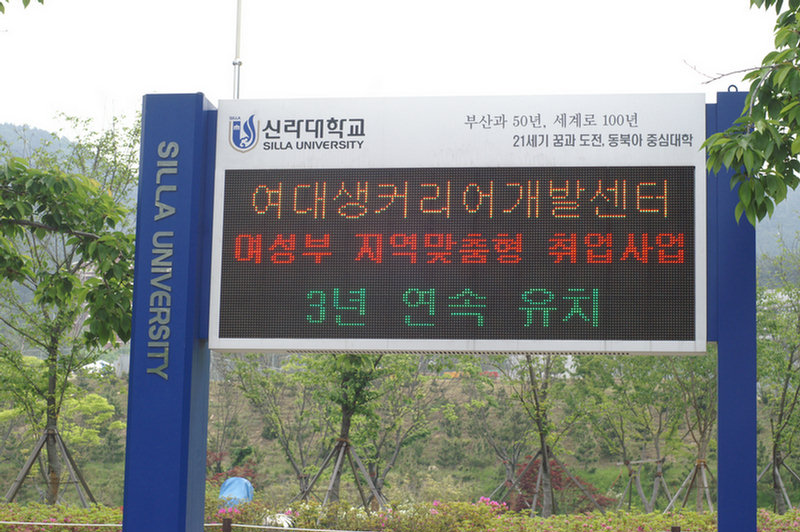 SILLA UNIVERSITY
SILLA
신라대학교
SILLA UNIVERSITY
부산과 50년, 세계로 100년
21세기 꿈과 도전, 동북아 중심대학
여대생커리어개발센터
여성부 지역맞춤형 취업사업
3년 연속 유치